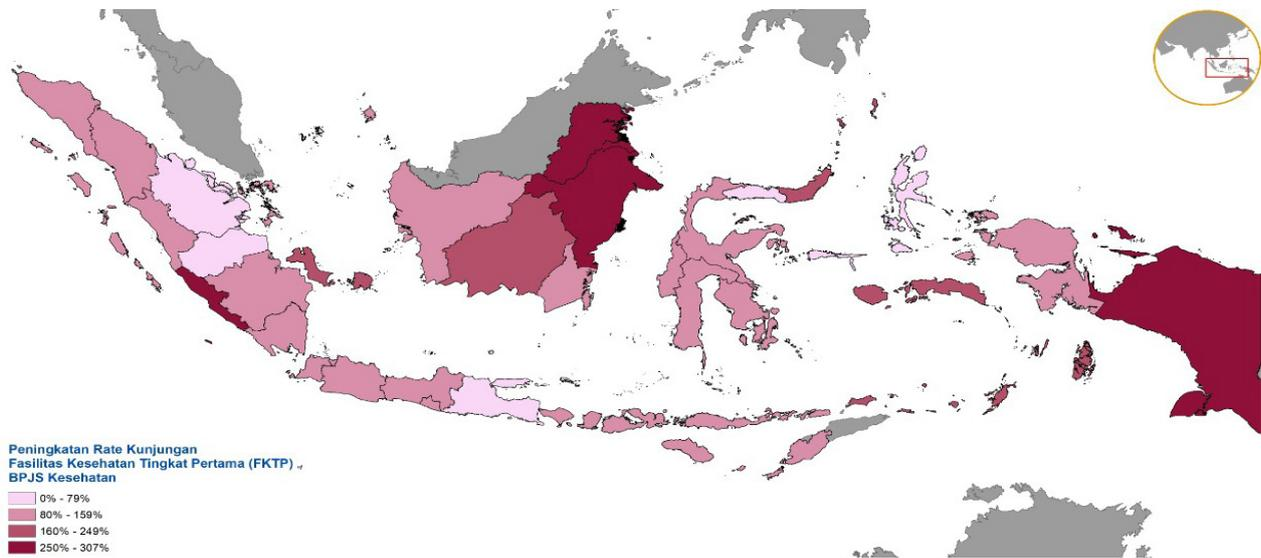 Peningkatan Rate Kunjungan
Fasilitas Kesehatan Tingkat Pertama (FKTP)
BPJS Kesehatan
0% - 79%
80% - 159%
160% - 249%
250% - 307%